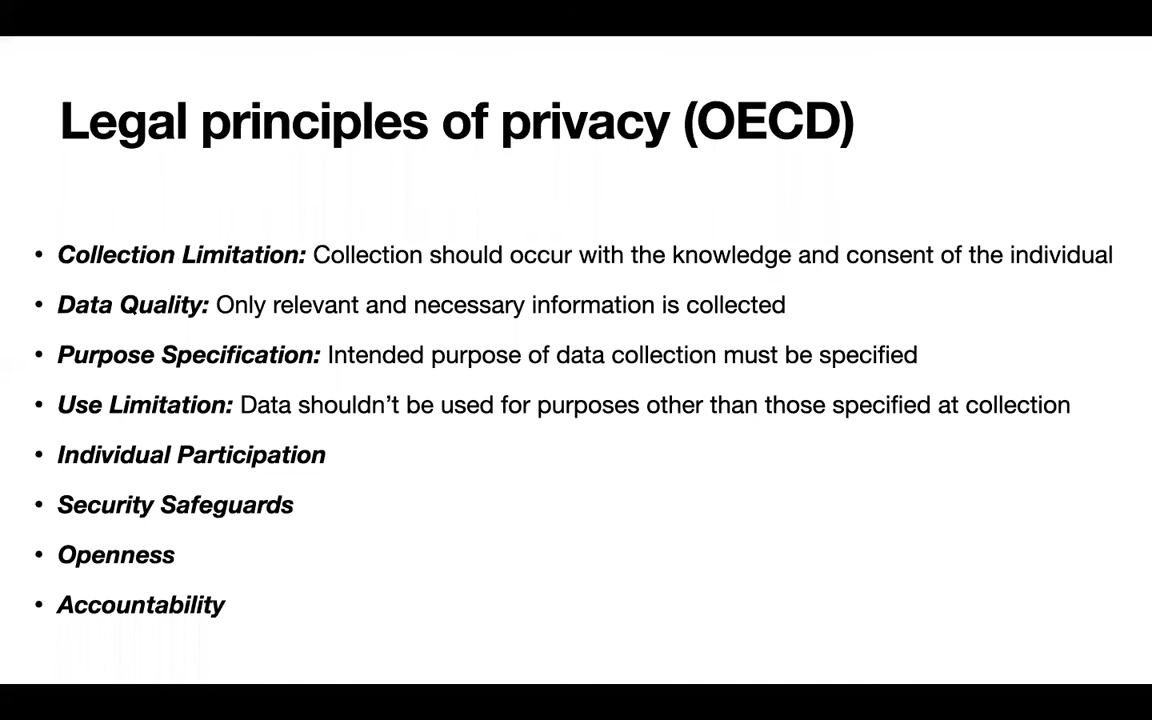 Legal principles of privacy (OECD)
• Collection Limitation: Collection should occur with the knowledge and consent of the individual
• Data Quality: Only relevant and necessary information is collected
• Purpose Specification: Intended purpose of data collection must be specified
• Use Limitation: Data shouldn’t be used for purposes other than those specified at collection
• Individual Participation
• Security Safeguards
• Openness
• Accountability